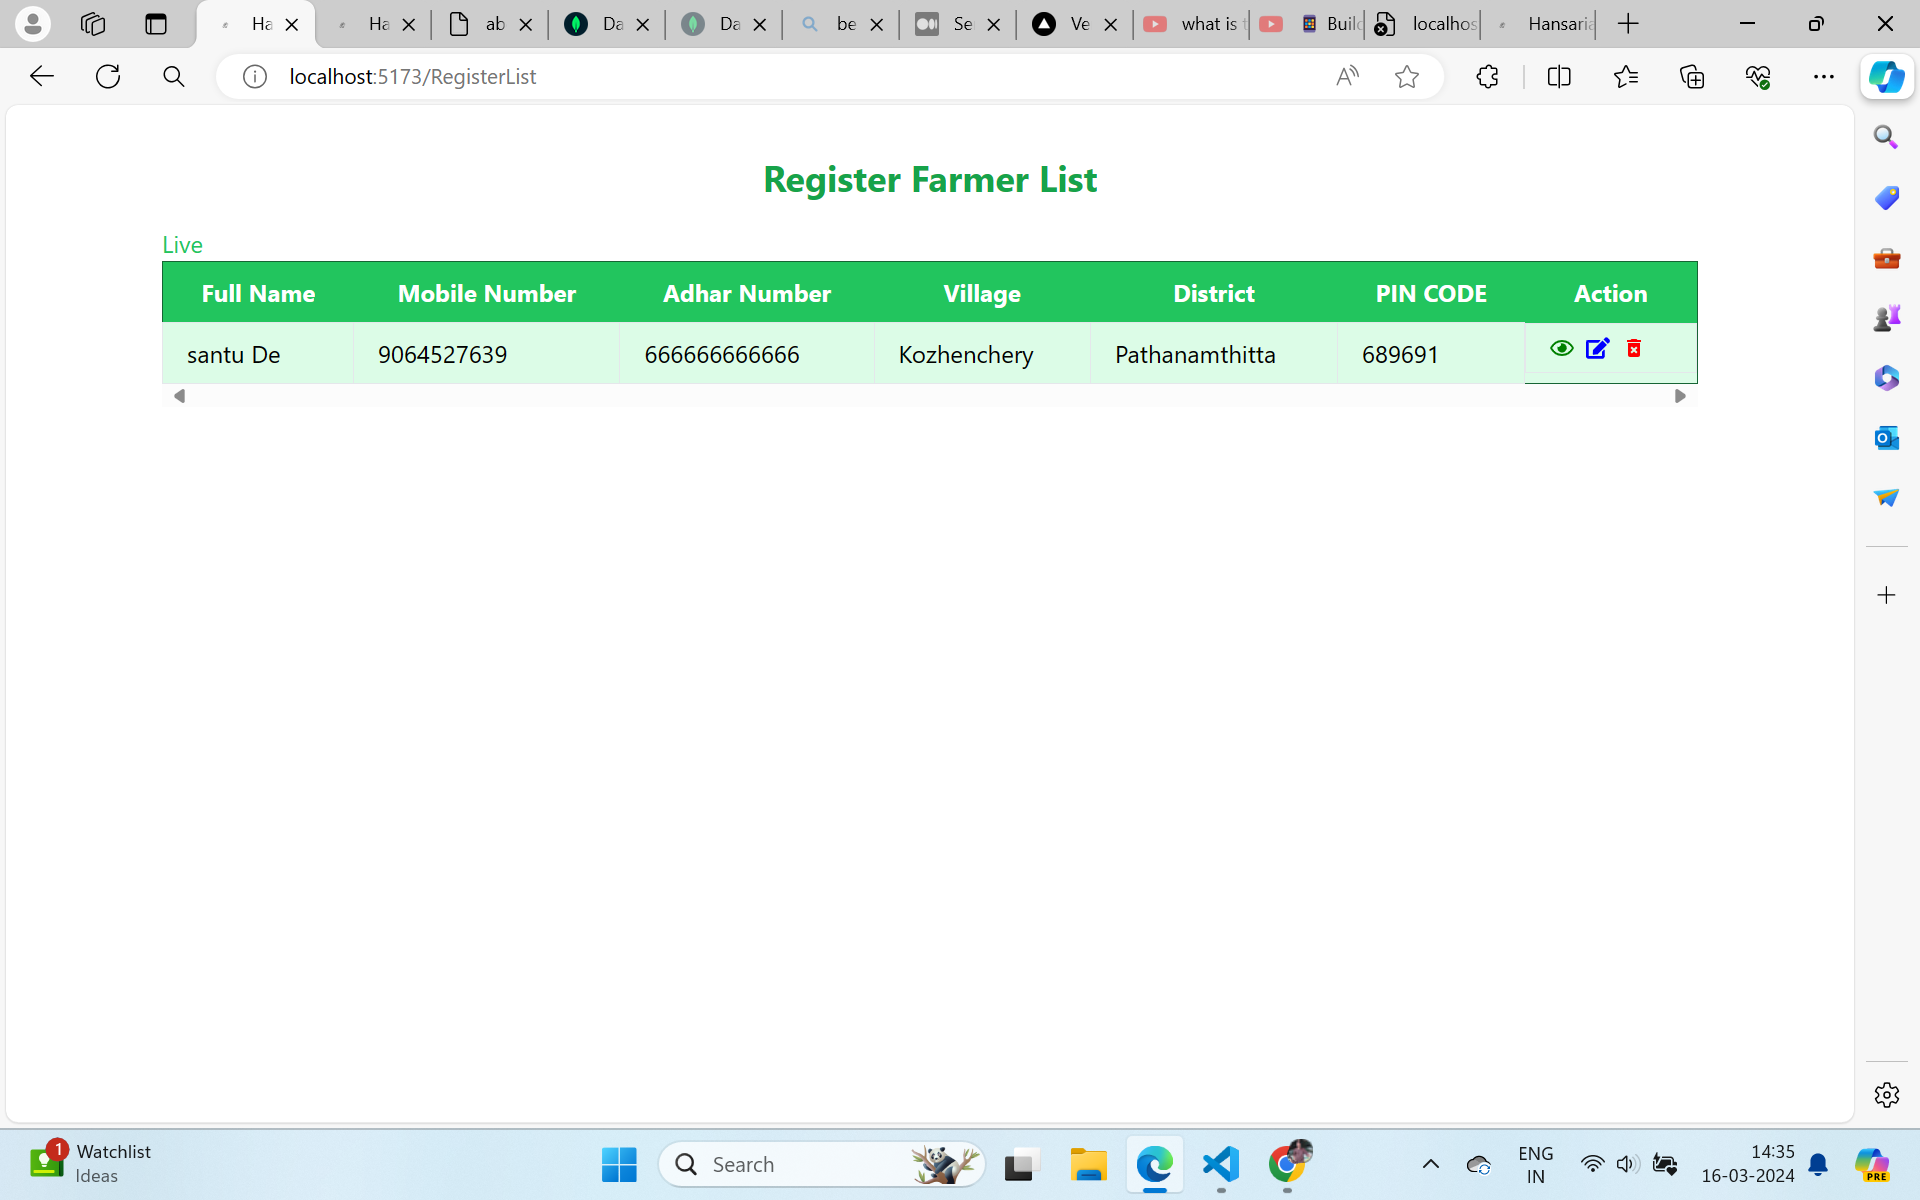 Ha
Ha
ab
Da
Da
be
Se
Ve
what is t
Build
localhos
Hansaria
localhost:5173/RegisterList
Register Farmer List
Live
Full Name Mobile Number Adhar Number Village District PIN CODE Action
santu De 9064527639 666666666666 Kozhenchery Pathanamthitta 689691
1
Watchlist
Ideas
Search
ENG
IN
14:35
16-03-2024
PRE